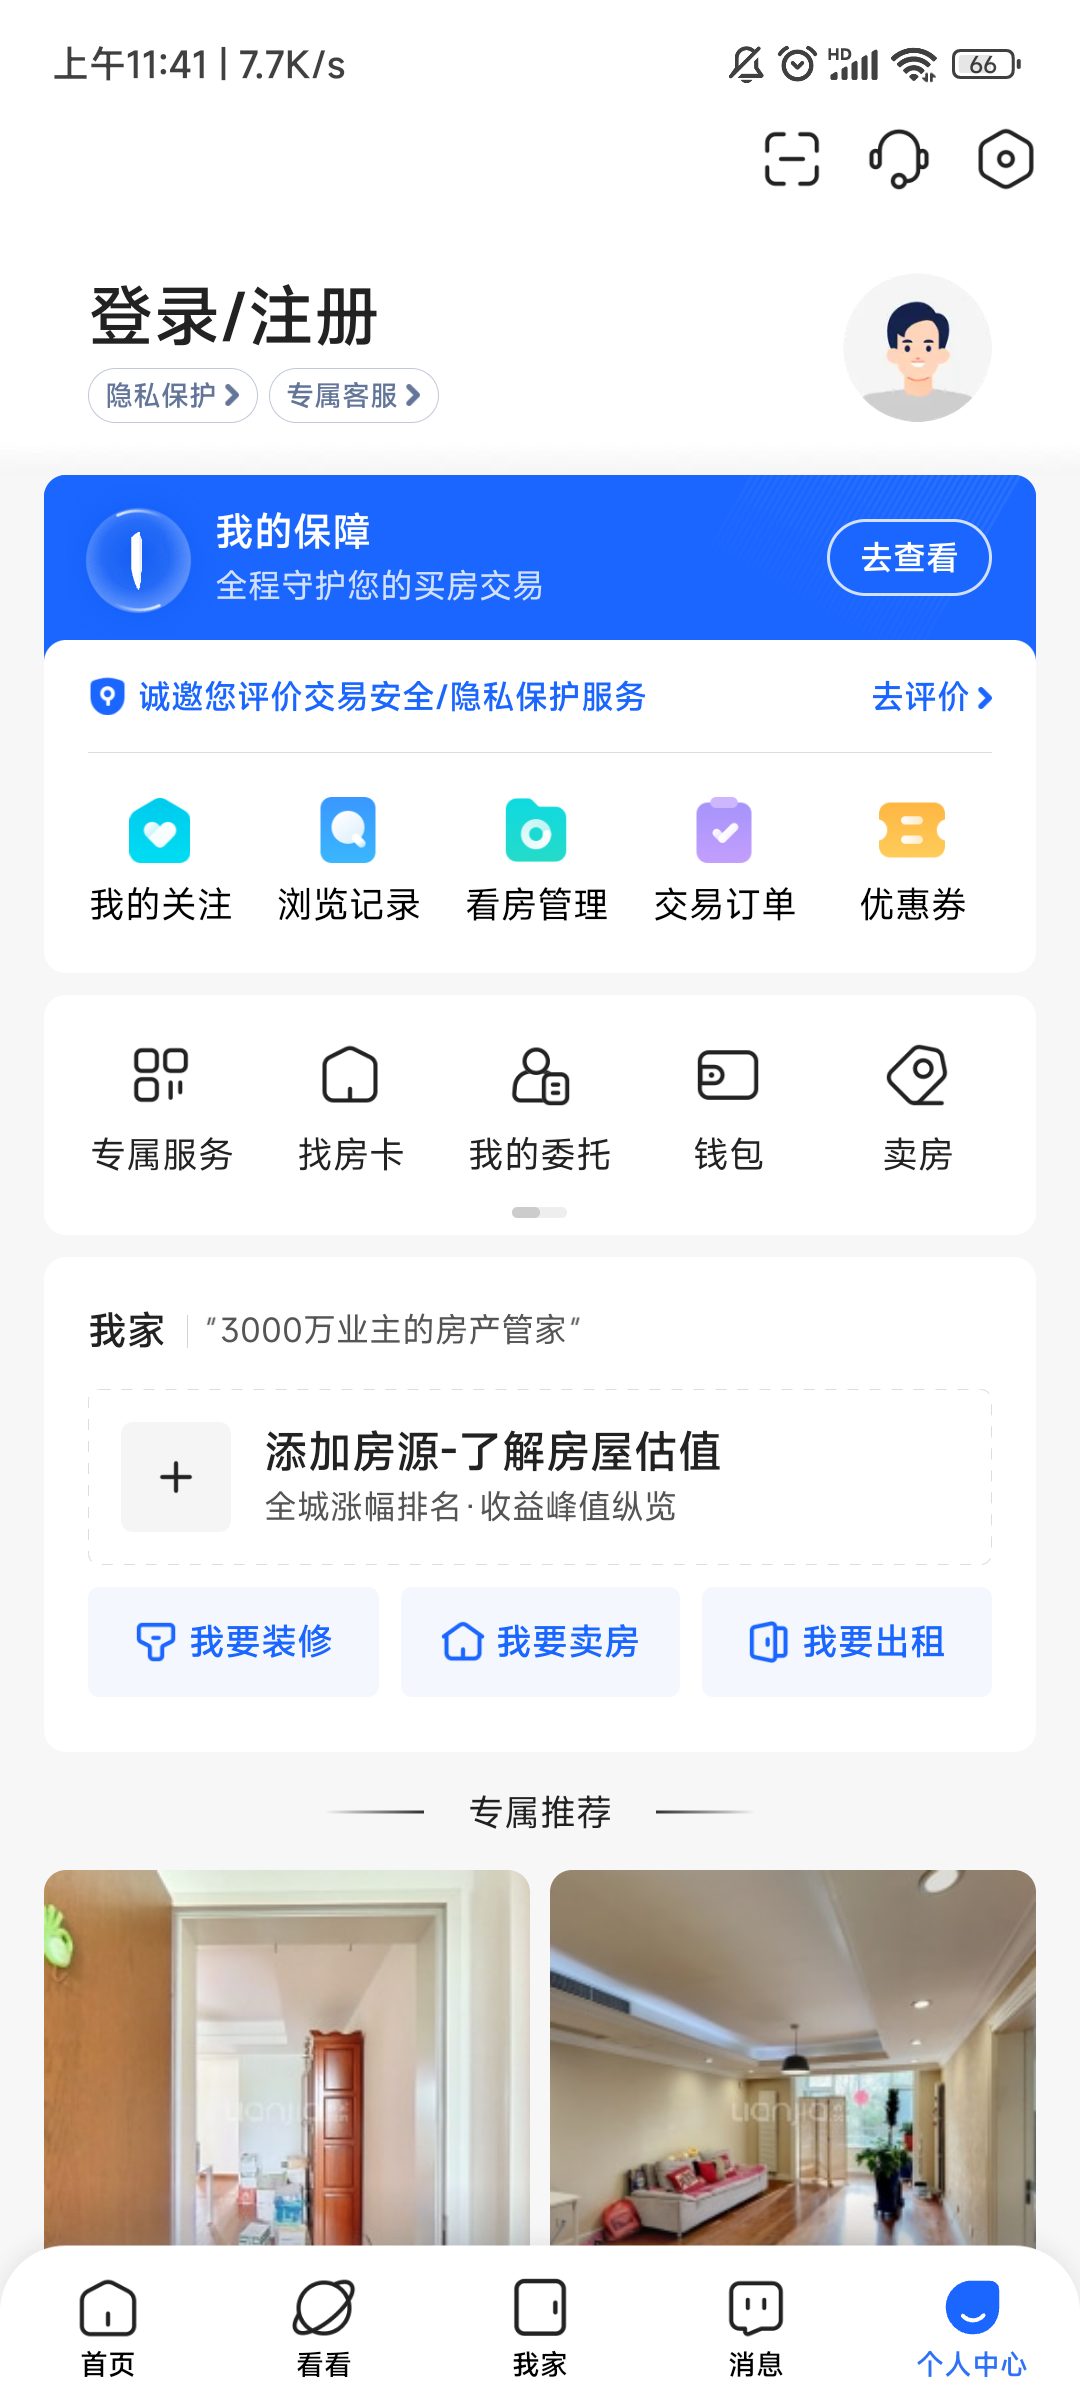 上午11:41 | 7.7K/s
HD
66
登录/注册
隐私保护
专属客服
我的保障
全程守护您的买房交易
去查看
诚邀您评价交易安全/隐私保护服务
去评价
我的关注
浏览记录
看房管理
交易订单
优惠券
专属服务
找房卡
我的委托
钱包
卖房
我家
"3000万业主的房产管家"
添加房源-了解房屋估值
全城涨幅排名·收益峰值纵览
我要装修
我要卖房
我要出租
专属推荐
lianjia
lianjia
首页
看看
我家
消息
个人中心